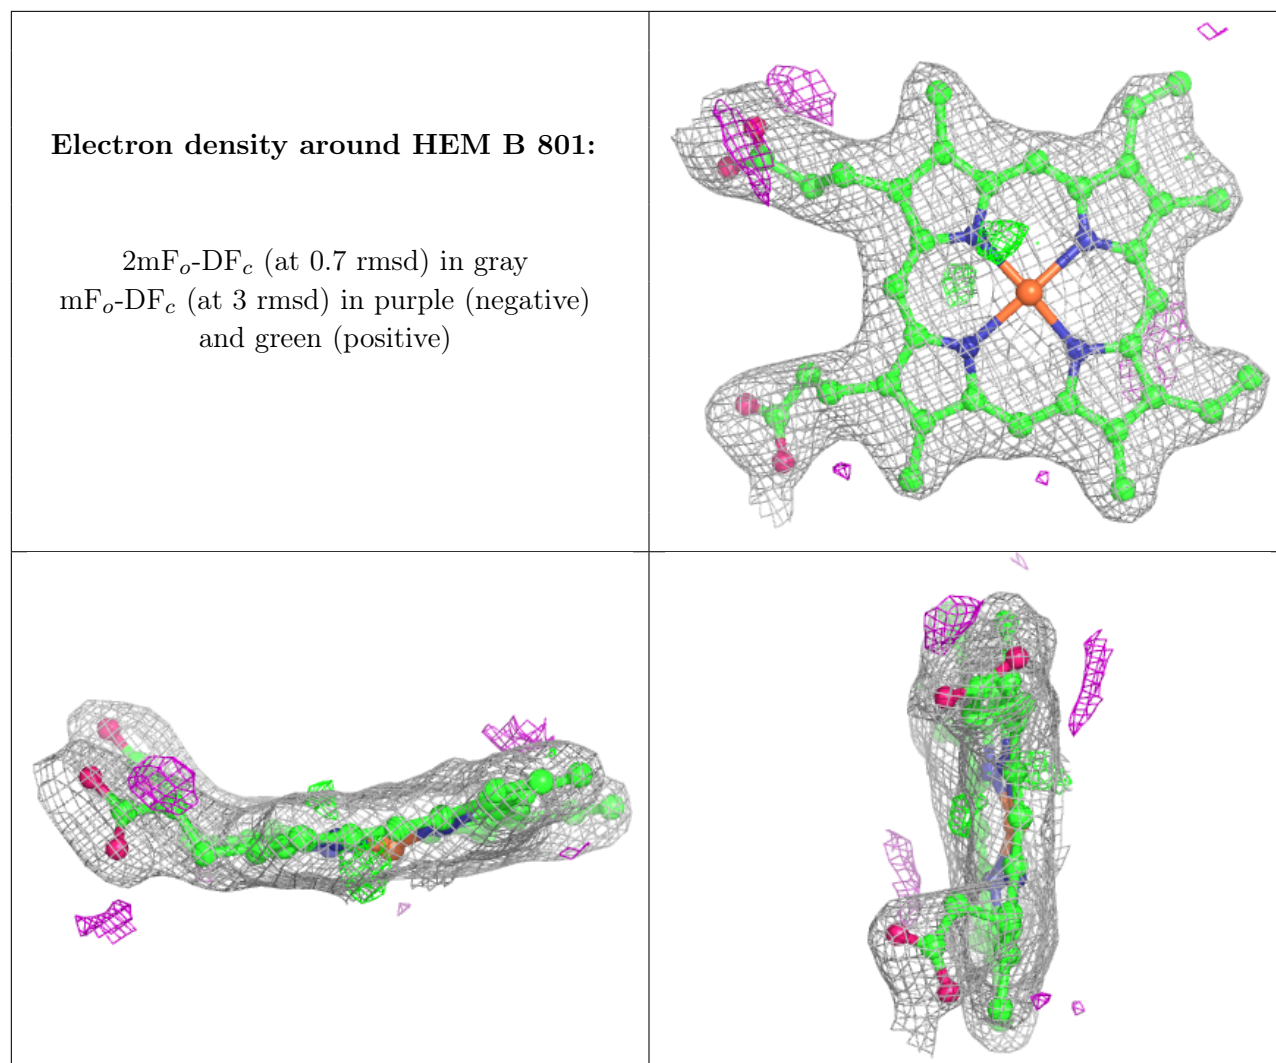 Electron density around HEM B 801:
2mFo-DFc (at 0.7 rmsd) in gray
mFo-DFc (at 3 rmsd) in purple (negative)
and green (positive)